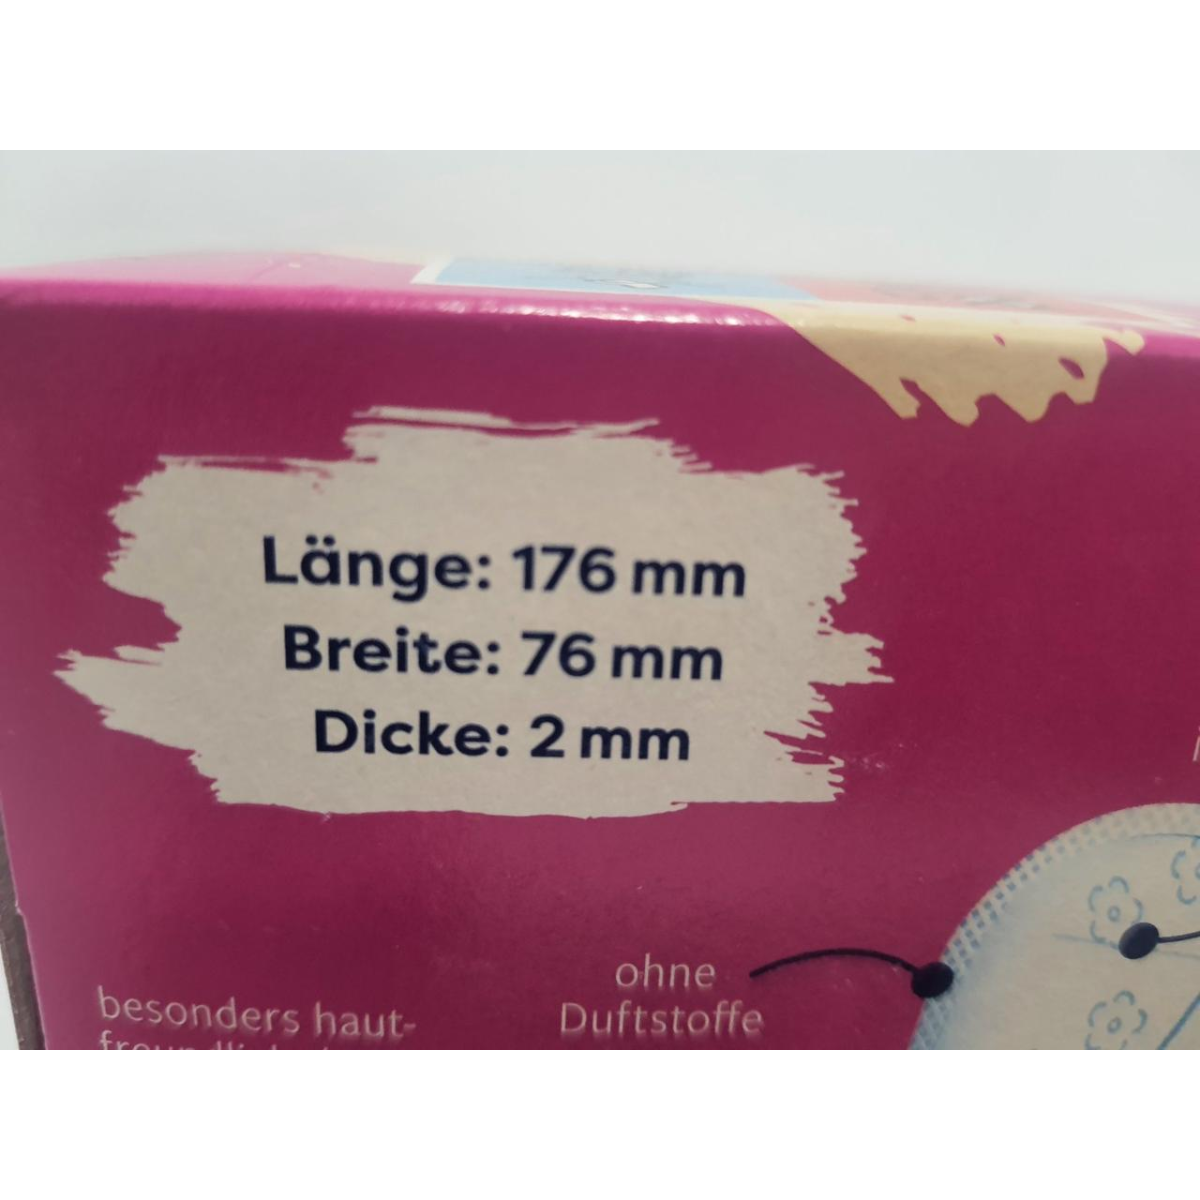 Länge: 176 mm
Breite: 76 mm
Dicke: 2 mm
ohne
Duftstoffe
besonders haut-